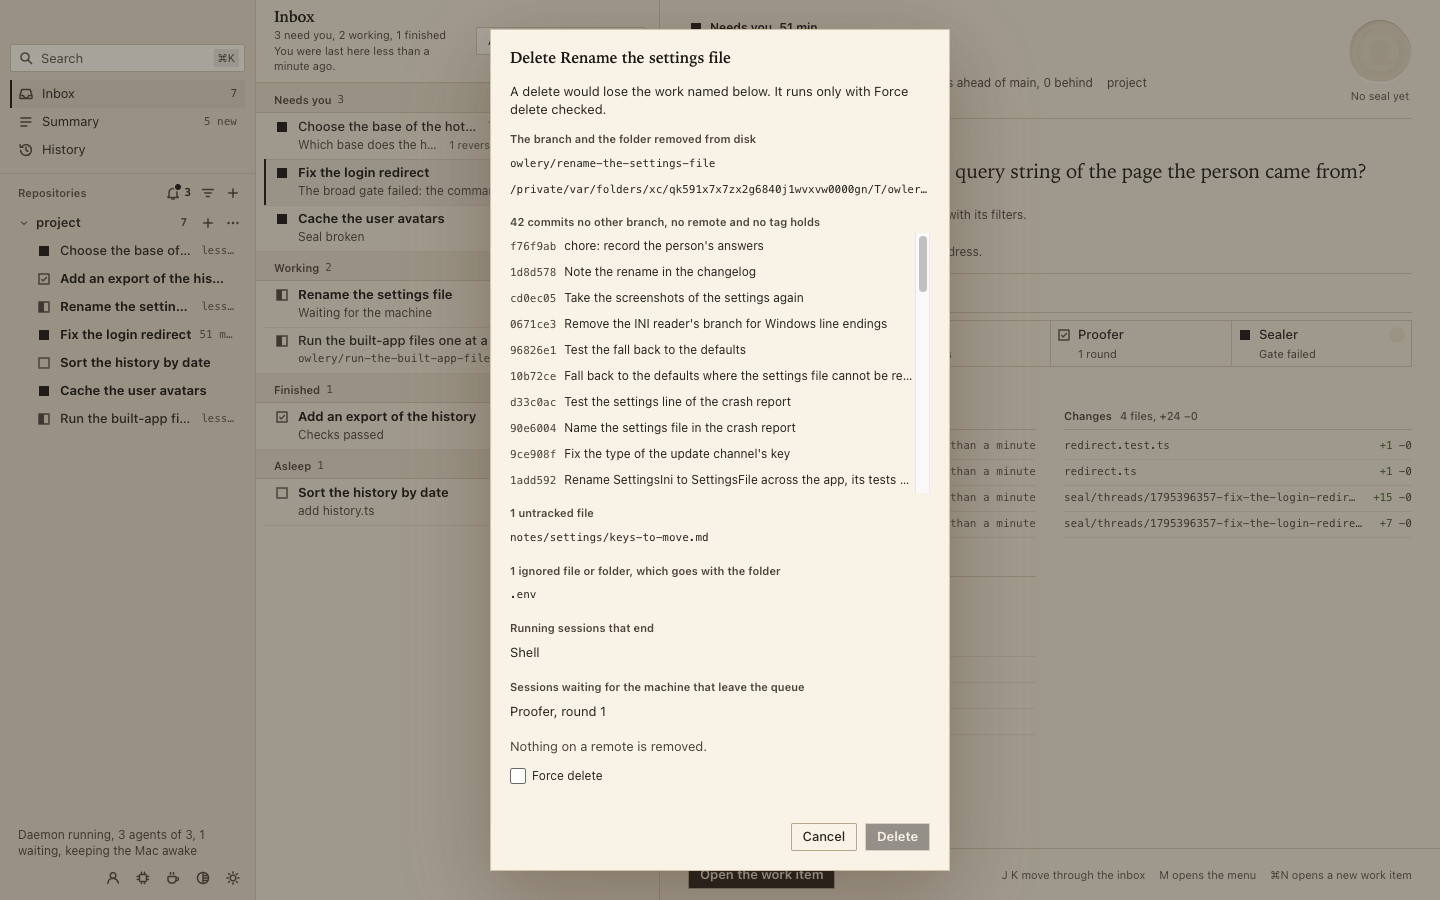 Search ⌘K
Inbox 7
Summary 5 new
History
Repositories 3
project 7
Choose the base of… less…
Add an export of the his…
Rename the settin… less…
Fix the login redirect 51 m…
Sort the history by date
Cache the user avatars
Run the built-app fi… less…
Daemon running, 3 agents of 3, 1
waiting, keeping the Mac awake
Inbox
3 need you, 2 working, 1 finished
You were last here less than a
minute ago.
Needs you 3
Choose the base of the hot…
Which base does the h… 1 revers
Fix the login redirect
The broad gate failed: the comma
Cache the user avatars
Seal broken
Working 2
Rename the settings file
Waiting for the machine
Run the built-app files one at a
owlery/run-the-built-app-file
Finished 1
Add an export of the history
Checks passed
Asleep 1
Sort the history by date
add history.ts
Delete Rename the settings file
A delete would lose the work named below. It runs only with Force
delete checked.
The branch and the folder removed from disk
owlery/rename-the-settings-file
/private/var/folders/xc/qk591x7x7zx2g6840j1wvxvw0000gn/T/owler…
42 commits no other branch, no remote and no tag holds
f76f9ab chore: record the person's answers
1d8d578 Note the rename in the changelog
cd0ec05 Take the screenshots of the settings again
0671ce3 Remove the INI reader's branch for Windows line endings
96826e1 Test the fall back to the defaults
10b72ce Fall back to the defaults where the settings file cannot be re…
d33c0ac Test the settings line of the crash report
90e6004 Name the settings file in the crash report
9ce908f Fix the type of the update channel's key
1add592 Rename SettingsIni to SettingsFile across the app, its tests …
1 untracked file
notes/settings/keys-to-move.md
1 ignored file or folder, which goes with the folder
.env
Running sessions that end
Shell
Sessions waiting for the machine that leave the queue
Proofer, round 1
Nothing on a remote is removed.
Force delete
Cancel Delete
Needs you, 51 min
s ahead of main, 0 behind project
No seal yet
query string of the page the person came from?
with its filters.
dress.
Proofer
1 round
Sealer
Gate failed
Changes 4 files, +24 −0
than a minute
than a minute
than a minute
than a minute
redirect.test.ts +1 −0
redirect.ts +1 −0
seal/threads/1795396357-fix-the-login-redir… +15 −0
seal/threads/1795396357-fix-the-login-redire… +7 −0
Open the work item
J K move through the inbox M opens the menu ⌘N opens a new work item